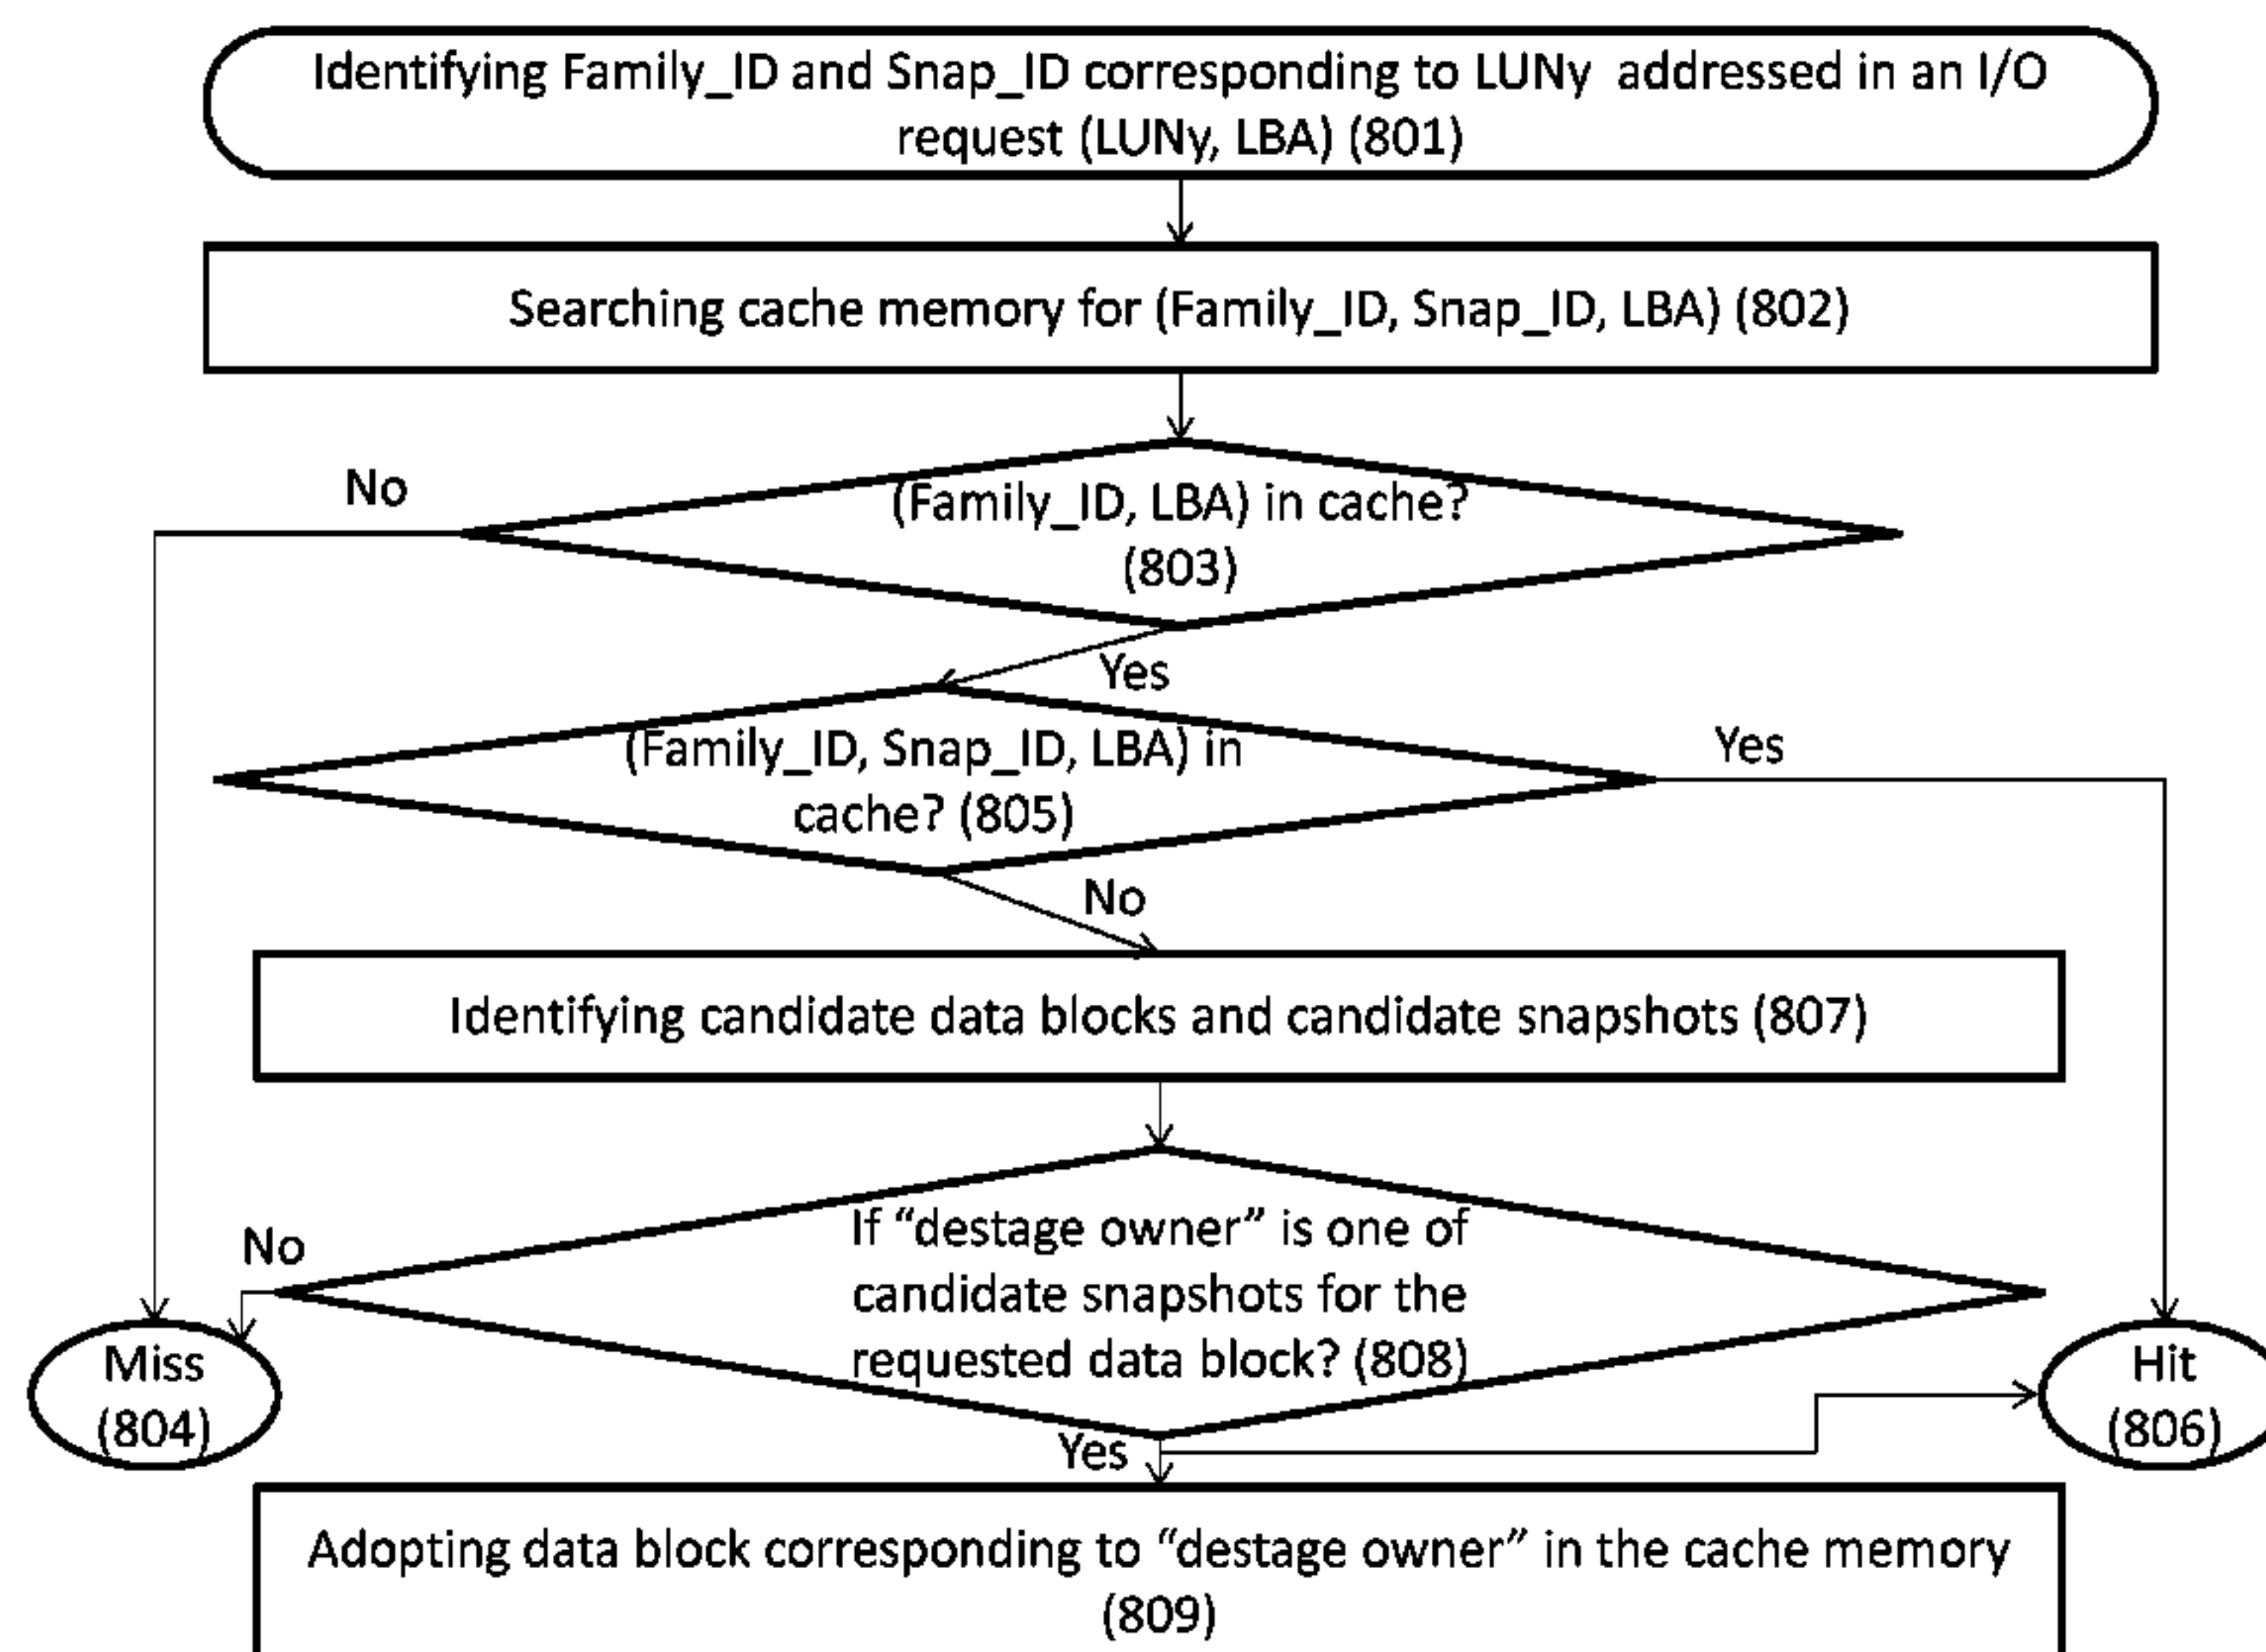 Identifying Family_ID and Snap_ID corresponding to LUNy addressed in an I/O
request (LUNy, LBA) (801)
Searching cache memory for (Family_ID, Snap_ID, LBA) (802)
No
(Family_ID, LBA) in cache?
(803)
Yes
(Family_ID, Snap_ID, LBA) in
cache? (805)
Yes
No
Identifying candidate data blocks and candidate snapshots (807)
No
If “destage owner” is one of
candidate snapshots for the
requested data block? (808)
Miss
(804)
Hit
(806)
Yes
Adopting data block corresponding to “destage owner” in the cache memory
(809)